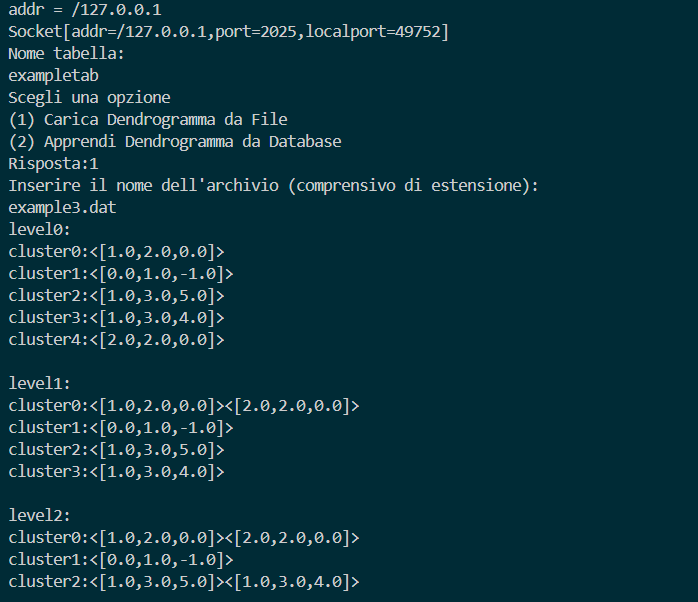 addr = /127.0.0.1
Socket[addr=/127.0.0.1,port=2025,localport=49752]
Nome tabella:
exampletab
Scegli una opzione
(1) Carica Dendrogramma da File
(2) Apprendi Dendrogramma da Database
Risposta:1
Inserire il nome dell'archivio (comprensivo di estensione):
example3.dat
level0:
cluster0:<[1.0,2.0,0.0]>
cluster1:<[0.0,1.0,-1.0]>
cluster2:<[1.0,3.0,5.0]>
cluster3:<[1.0,3.0,4.0]>
cluster4:<[2.0,2.0,0.0]>

level1:
cluster0:<[1.0,2.0,0.0]><[2.0,2.0,0.0]>
cluster1:<[0.0,1.0,-1.0]>
cluster2:<[1.0,3.0,5.0]>
cluster3:<[1.0,3.0,4.0]>

level2:
cluster0:<[1.0,2.0,0.0]><[2.0,2.0,0.0]>
cluster1:<[0.0,1.0,-1.0]>
cluster2:<[1.0,3.0,5.0]><[1.0,3.0,4.0]>